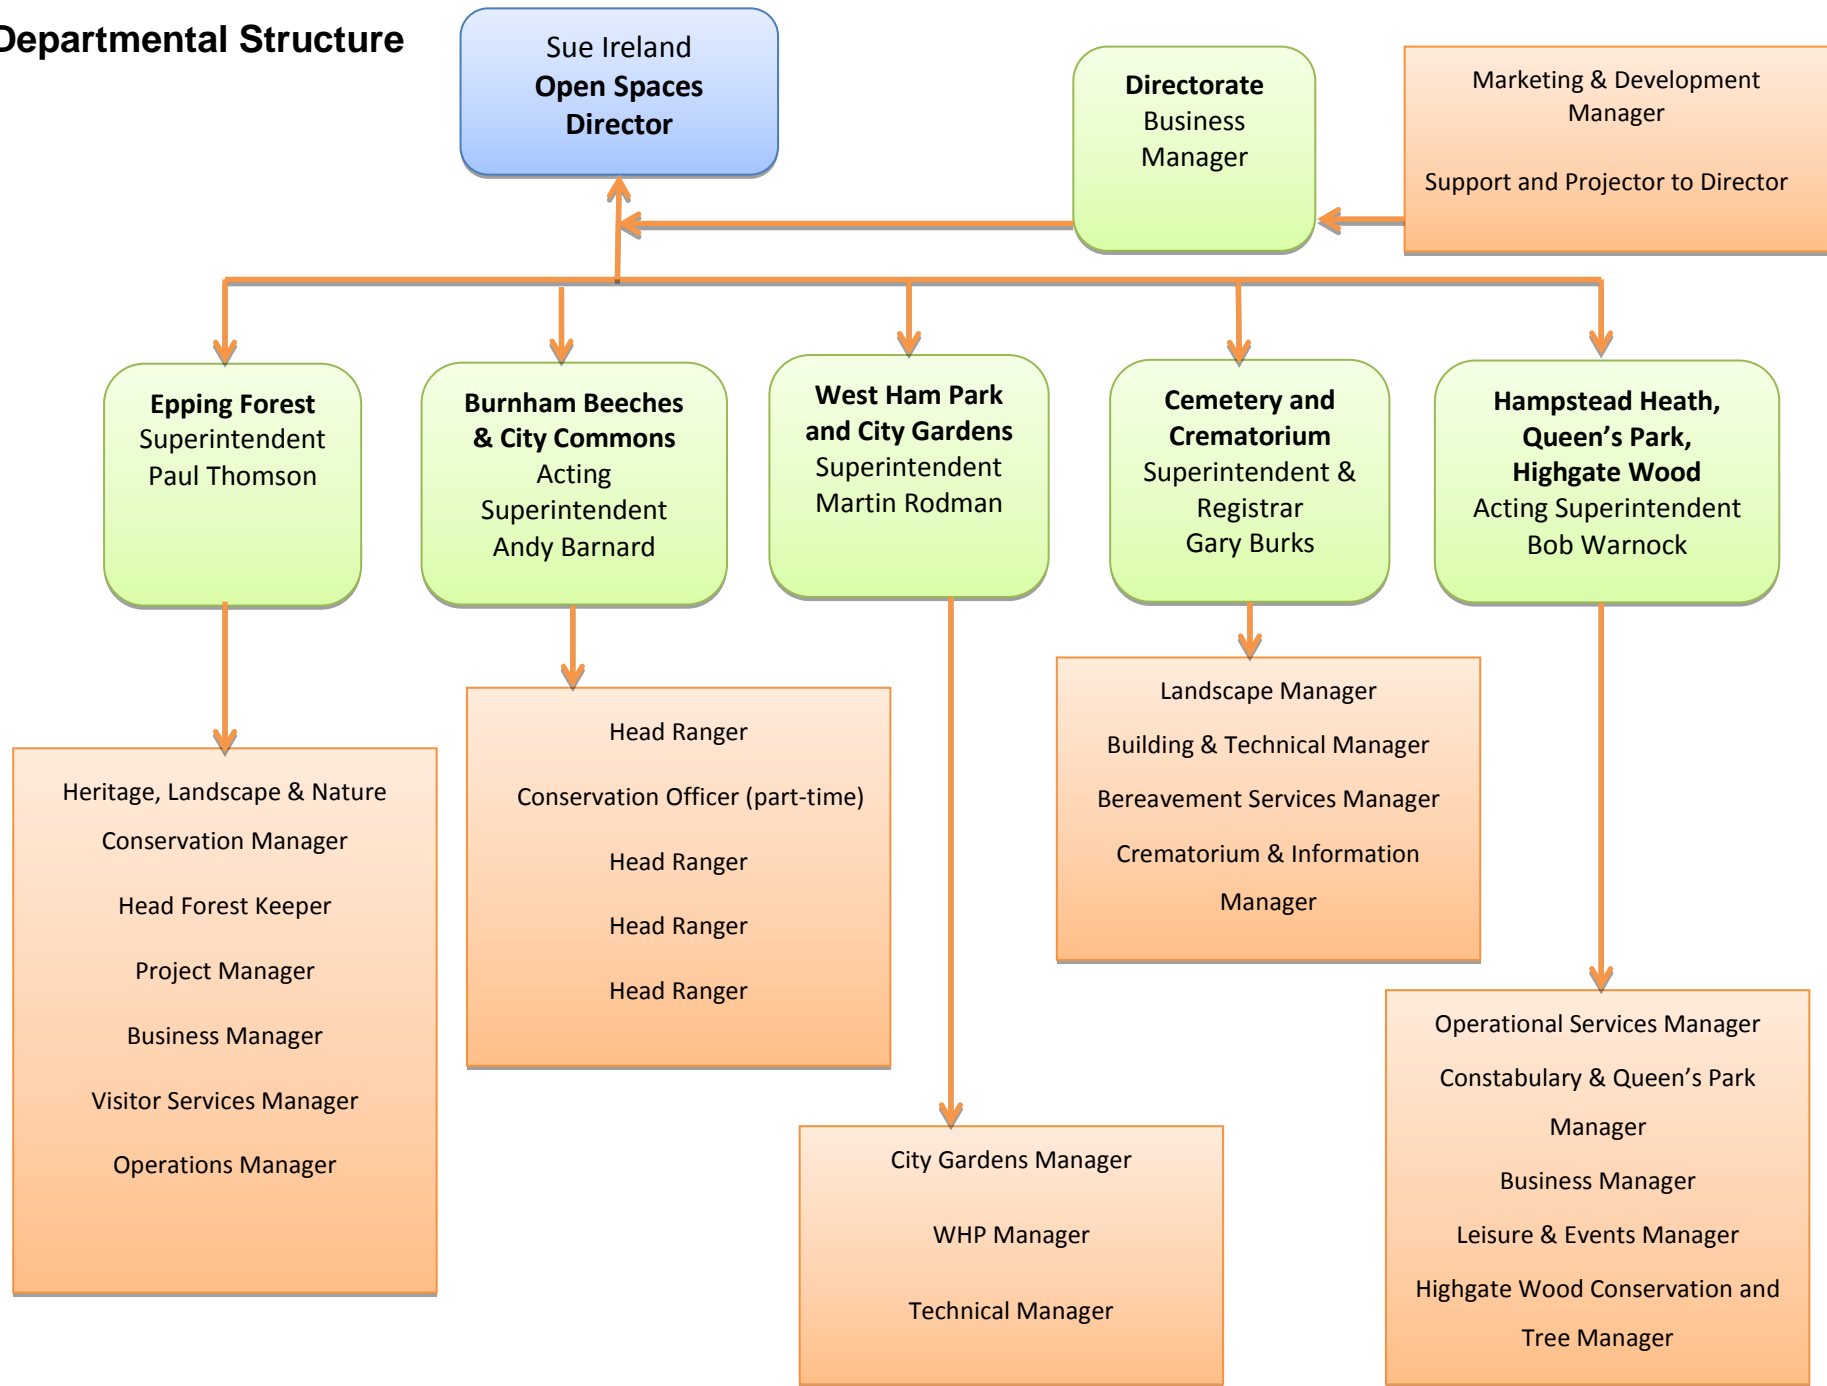 Departmental Structure
Sue Ireland
Open Spaces
Director
Directorate
Business
Manager
Marketing & Development
Manager
Support and Projector to Director
Epping Forest
Superintendent
Paul Thomson
Burnham Beeches
& City Commons
Acting
Superintendent
Andy Barnard
West Ham Park
and City Gardens
Superintendent
Martin Rodman
Cemetery and
Crematorium
Superintendent &
Registrar
Gary Burks
Hampstead Heath,
Queen’s Park,
Highgate Wood
Acting Superintendent
Bob Warnock
Heritage, Landscape & Nature
Conservation Manager
Head Forest Keeper
Project Manager
Business Manager
Visitor Services Manager
Operations Manager
Head Ranger
Conservation Officer (part-time)
Head Ranger
Head Ranger
Head Ranger
City Gardens Manager
WHP Manager
Technical Manager
Landscape Manager
Building & Technical Manager
Bereavement Services Manager
Crematorium & Information
Manager
Operational Services Manager
Constabulary & Queen’s Park
Manager
Business Manager
Leisure & Events Manager
Highgate Wood Conservation and
Tree Manager